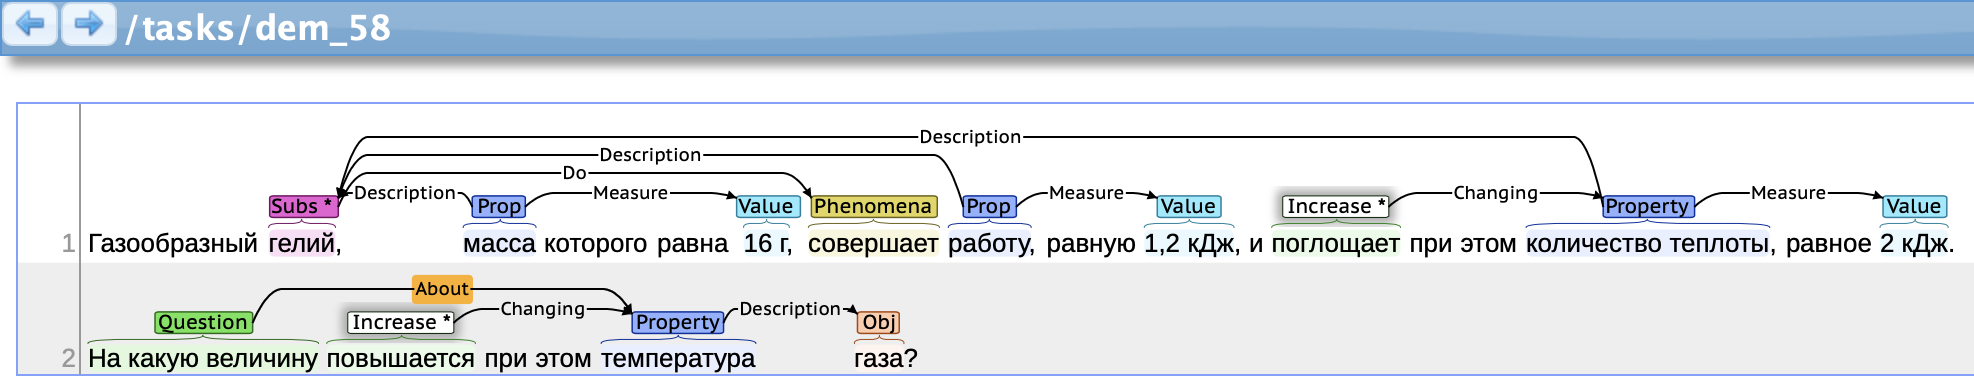 /tasks/dem_58
Description
Description
Do
Description Measure Measure Changing Measure
Subs * Prop Value Phenomena Prop Value Increase * Property Value
1 Газообразный гелий, масса которого равна 16 г, совершает работу, равную 1,2 кДж, и поглощает при этом количество теплоты, равное 2 кДж.
About
Changing Description
Question Increase * Property Obj
2 На какую величину повышается при этом температура газа?